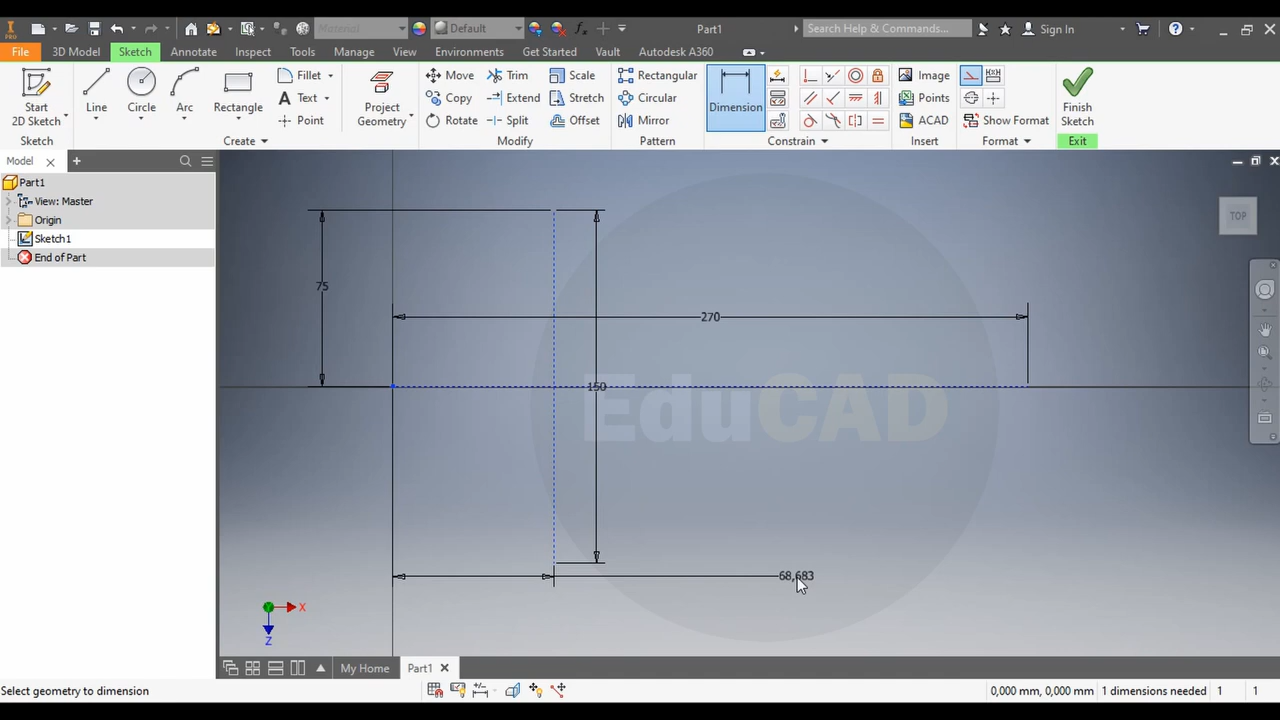 PRO
Material
Default
Part1
Search Help & Commands...
Sign In
File
3D Model
Sketch
Annotate
Inspect
Tools
Manage
View
Environments
Get Started
Vault
Autodesk A360
Start
2D Sketch
Line
Circle
Arc
Rectangle
Fillet
Text
Point
Project
Geometry
Move
Copy
Rotate
Trim
Extend
Split
Scale
Stretch
Offset
Rectangular
Circular
Mirror
Dimension
Image
Points
ACAD
Show Format
Finish
Sketch
Sketch
Create
Modify
Pattern
Constrain
Insert
Format
Exit
Model
Part1
View: Master
Origin
Sketch1
End of Part
TOP
75
270
150
EduCAD
68,683
X
Y
Z
My Home
Part1
Select geometry to dimension
0,000 mm, 0,000 mm
1 dimensions needed
1
1